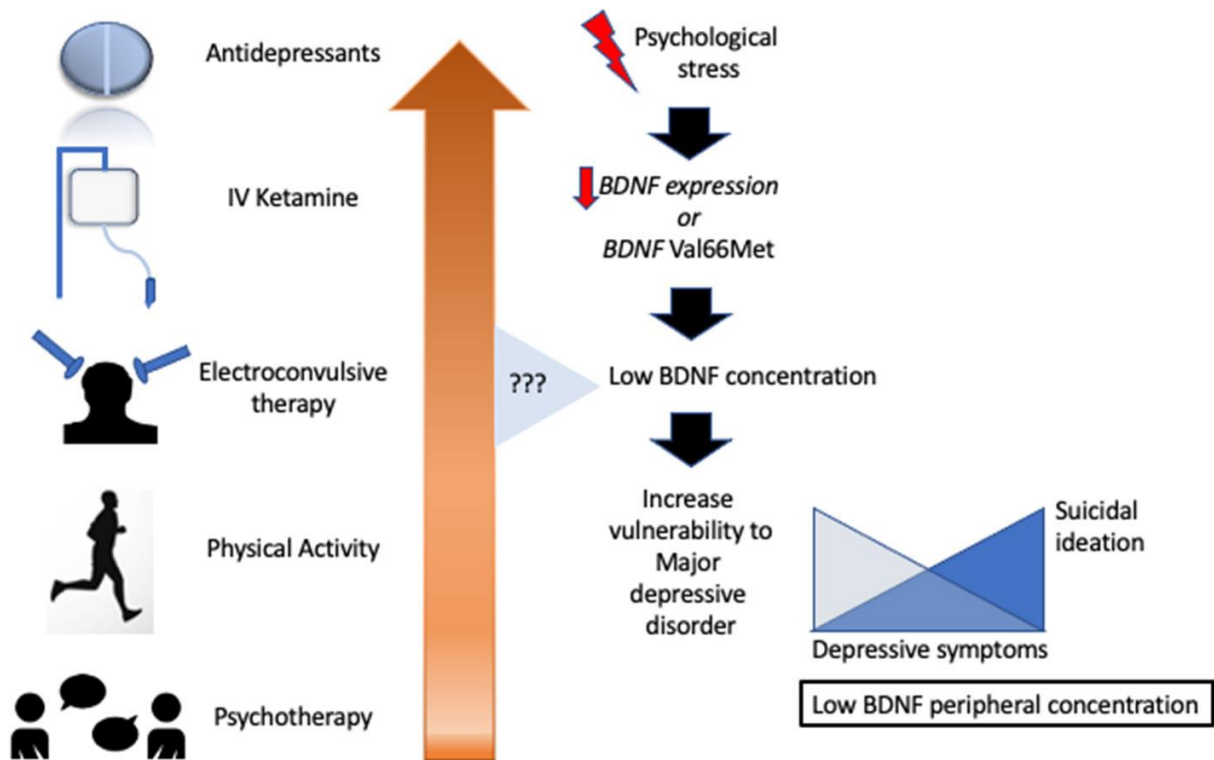 Antidepressants
IV Ketamine
Electroconvulsive
therapy
Physical Activity
Psychotherapy
???
Psychological
stress
BDNF expression
or
BDNF Val66Met
Low BDNF concentration
Increase
vulnerability to
Major
depressive
disorder
Suicidal
ideation
Depressive symptoms
Low BDNF peripheral concentration